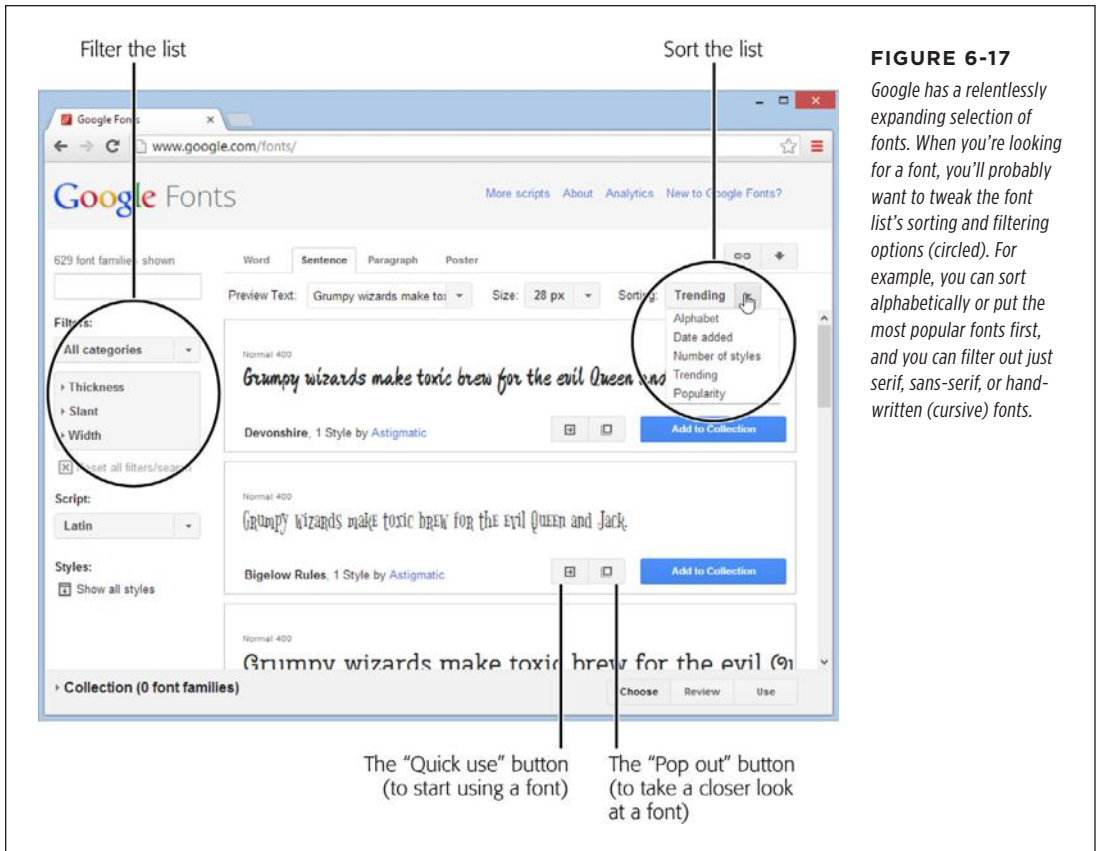 Filter the list
Sort the list
Google Fonts
www.google.com/fonts/
Google Fonts
More scripts About Analytics New to Google Fonts?
629 font families shown
Word Sentence Paragraph Poster
Preview Text: Grumpy wizards make to Size: 28 px Sorting: Trending
Alphabet
Date added
Number of styles
Trending
Popularity
Filters:
All categories
Thickness
Slant
Width
Reset all filters/search
Script:
Latin
Styles:
Show all styles
Normal 400
Grumpy wizards make toxic brew for the evil Queen and
Devonshire, 1 Style by Astigmatic
Add to Collection
Normal 400
Grumpy wizards make toxic brew for the evil Queen and Jack.
Bigelow Rules, 1 Style by Astigmatic
Add to Collection
Normal 400
Grumpy wizards make toxic brew for the evil
Collection (0 font families)
Choose Review Use
The "Quick use" button
(to start using a font)
The "Pop out" button
(to take a closer look
at a font)
FIGURE 6-17
Google has a relentlessly
expanding selection of
fonts. When you're looking
for a font, you'll probably
want to tweak the font
list's sorting and filtering
options (circled). For
example, you can sort
alphabetically or put the
most popular fonts first,
and you can filter out just
serif, sans-serif, or hand-
written (cursive) fonts.